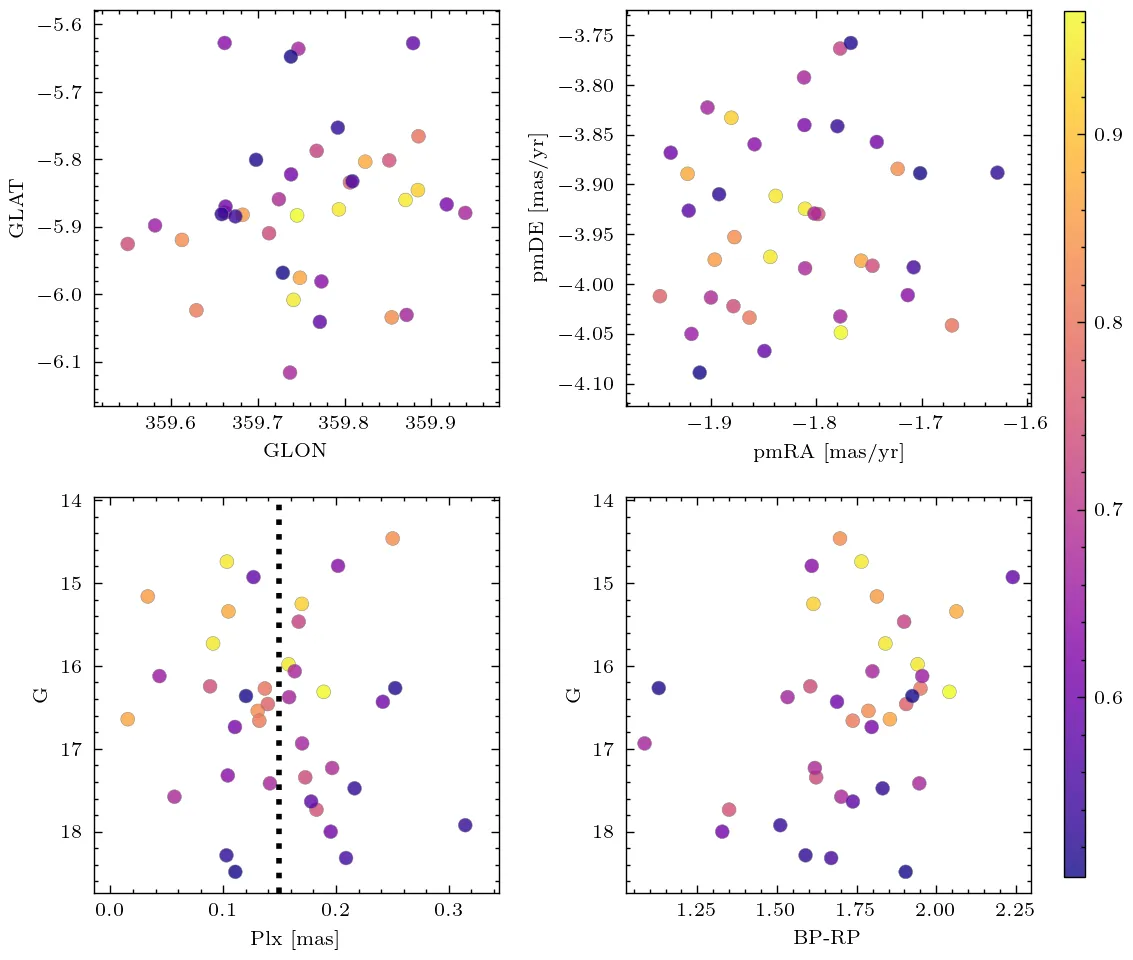 −5.6
−5.7
−5.8
−5.9
−6.0
−6.1
GLAT
359.6 359.7 359.8 359.9
GLON
−3.75
−3.80
−3.85
−3.90
−3.95
−4.00
−4.05
−4.10
pmDE [mas/yr]
−1.9 −1.8 −1.7 −1.6
pmRA [mas/yr]
0.9
0.8
0.7
0.6
14
15
16
17
18
G
0.0 0.1 0.2 0.3
Plx [mas]
14
15
16
17
18
G
1.25 1.50 1.75 2.00 2.25
BP-RP